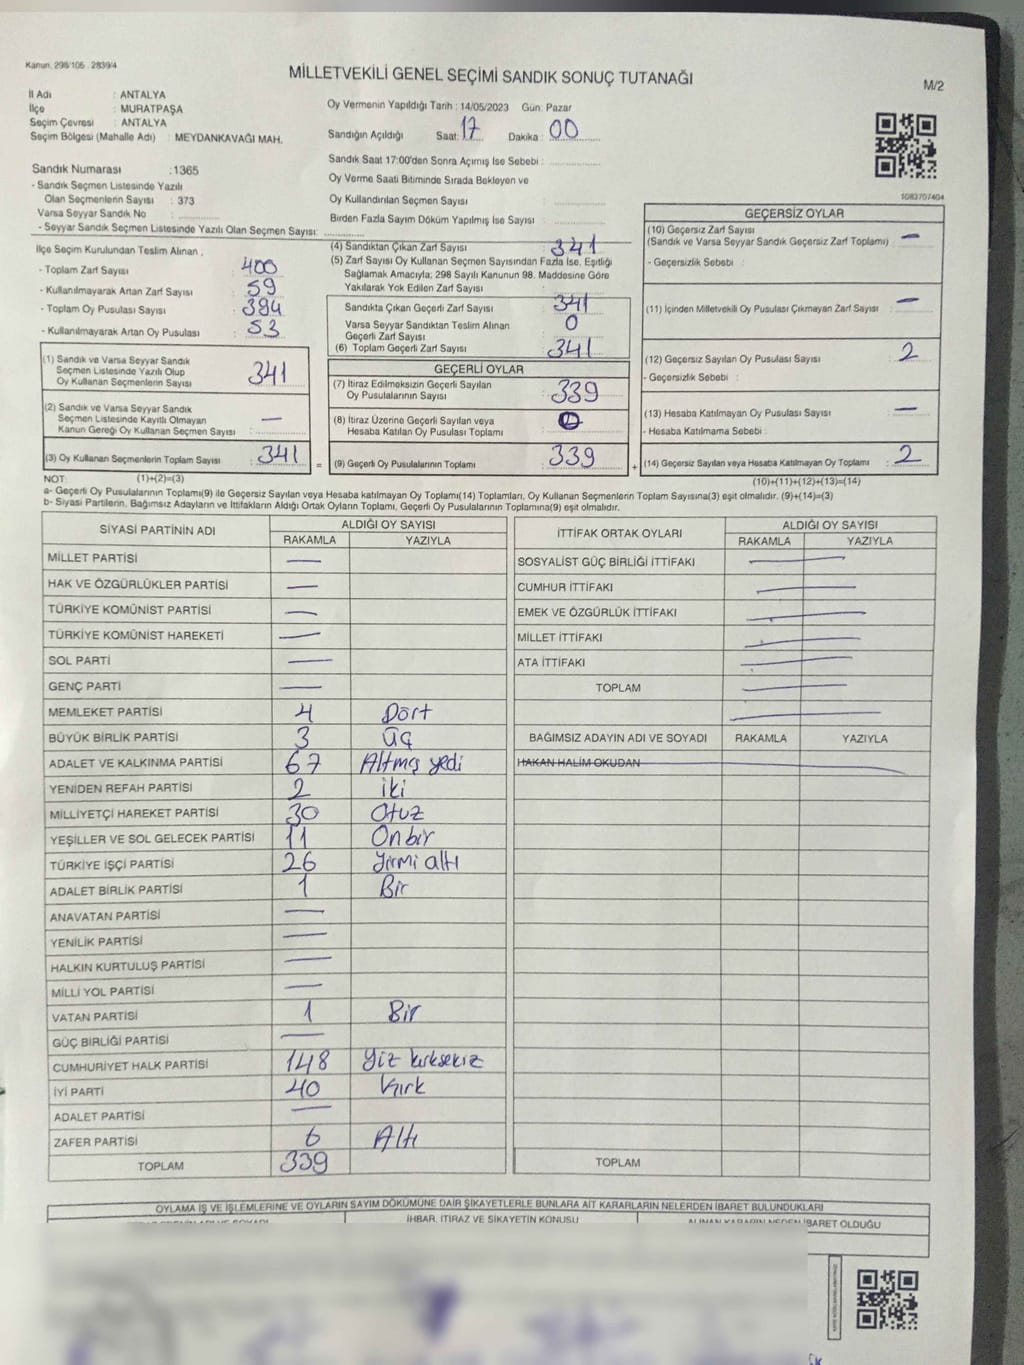 Kanun. 298/105 . 2839/4
MİLLETVEKİLİ GENEL SEÇİMİ SANDIK SONUÇ TUTANAĞI
M/2
İl Adı : ANTALYA
İlçe : MURATPAŞA
Seçim Çevresi : ANTALYA
Seçim Bölgesi (Mahalle Adı) : MEYDANKAVAĞI MAH.
Oy Vermenin Yapıldığı Tarih : 14/05/2023 Gün: Pazar
Sandığın Açıldığı Saat: 17 Dakika : 00
Sandık Saat 17:00'den Sonra Açımış İse Sebebi :
Oy Verme Saati Bitiminde Sırada Bekleyen ve
Oy Kullandırılan Seçmen Sayısı
Birden Fazla Sayım Döküm Yapılmış İse Sayısı :
Sandık Numarası :1365
- Sandık Seçmen Listesinde Yazılı
Olan Seçmenlerin Sayısı : 373
Varsa Seyyar Sandık No
- Seyyar Sandık Seçmen Listesinde Yazılı Olan Seçmen Sayısı:
1083707404
İlçe Seçim Kurulundan Teslim Alınan ;
- Toplam Zarf Sayısı : 400
- Kullanılmayarak Artan Zarf Sayısı : 59
- Toplam Oy Pusulası Sayısı : 394
- Kullanılmayarak Artan Oy Pusulası : 53
(1) Sandık ve Varsa Seyyar Sandık
Seçmen Listesinde Yazılı Olup
Oy Kullanan Seçmenlerin Sayısı 341
(2) Sandık ve Varsa Seyyar Sandık
Seçmen Listesinde Kayıtlı Olmayan
Kanun Gereği Oy Kullanan Seçmen Sayısı : —
(3) Oy Kullanan Seçmenlerin Toplam Sayısı : 341
(4) Sandıktan Çıkan Zarf Sayısı : 341
(5) Zarf Sayısı Oy Kullanan Seçmen Sayısından Fazla İse, Eşitliği
Sağlamak Amacıyla; 298 Sayılı Kanunun 98. Maddesine Göre
Yakılarak Yok Edilen Zarf Sayısı :
Sandıkta Çıkan Geçerli Zarf Sayısı : 341
Varsa Seyyar Sandıktan Teslim Alınan
Geçerli Zarf Sayısı : 0
(6) Toplam Geçerli Zarf Sayısı : 341
GEÇERLİ OYLAR
(7) İtiraz Edilmeksizin Geçerli Sayılan
Oy Pusulalarının Sayısı : 339
(8) İtiraz Üzerine Geçerli Sayılan veya
Hesaba Katılan Oy Pusulası Toplamı :
= (9) Geçerli Oy Pusulalarının Toplamı : 339
GEÇERSİZ OYLAR
(10) Geçersiz Zarf Sayısı
(Sandık ve Varsa Seyyar Sandık Geçersiz Zarf Toplamı) : —
- Geçersizlik Sebebi :
(11) İçinden Milletvekili Oy Pusulası Çıkmayan Zarf Sayısı : —
(12) Geçersiz Sayılan Oy Pusulası Sayısı : 2
- Geçersizlik Sebebi :
(13) Hesaba Katılmayan Oy Pusulası Sayısı : —
- Hesaba Katılmama Sebebi :
+ (14) Geçersiz Sayılan veya Hesaba Katılmayan Oy Toplamı : 2
NOT: (1)+(2)=(3)
(10)+(11)+(12)+(13)=(14)
a- Geçerli Oy Pusulalarının Toplamı(9) ile Geçersiz Sayılan veya Hesaba Katılmayan Oy Toplamı(14) Toplamları, Oy Kullanan Seçmenlerin Toplam Sayısına(3) eşit olmalıdır. (9)+(14)=(3)
b- Siyasi Partilerin, Bağımsız Adayların ve İttifakların Aldığı Ortak Oyların Toplamı, Geçerli Oy Pusulalarının Toplamına(9) eşit olmalıdır.
SİYASİ PARTİNİN ADI ALDIĞI OY SAYISI
RAKAMLA YAZIYLA
MİLLET PARTİSİ —
HAK VE ÖZGÜRLÜKLER PARTİSİ —
TÜRKİYE KOMÜNİST PARTİSİ —
TÜRKİYE KOMÜNİST HAREKETİ —
SOL PARTİ —
GENÇ PARTİ —
MEMLEKET PARTİSİ 4 Dört
BÜYÜK BİRLİK PARTİSİ 3 Üç
ADALET VE KALKINMA PARTİSİ 67 Altmış yedi
YENİDEN REFAH PARTİSİ 2 iki
MİLLİYETÇİ HAREKET PARTİSİ 30 Otuz
YEŞİLLER VE SOL GELECEK PARTİSİ 11 Onbir
TÜRKİYE İŞÇİ PARTİSİ 26 Yirmi altı
ADALET BİRLİK PARTİSİ 1 Bir
ANAVATAN PARTİSİ —
YENİLİK PARTİSİ —
HALKIN KURTULUŞ PARTİSİ —
MİLLİ YOL PARTİSİ —
VATAN PARTİSİ 1 Bir
GÜÇ BİRLİĞİ PARTİSİ —
CUMHURİYET HALK PARTİSİ 148 Yüz kırksekiz
İYİ PARTİ 40 Kırk
ADALET PARTİSİ —
ZAFER PARTİSİ 6 Altı
TOPLAM 339
İTTİFAK ORTAK OYLARI ALDIĞI OY SAYISI
RAKAMLA YAZIYLA
SOSYALİST GÜÇ BİRLİĞİ İTTİFAKI —
CUMHUR İTTİFAKI —
EMEK VE ÖZGÜRLÜK İTTİFAKI —
MİLLET İTTİFAKI —
ATA İTTİFAKI —
TOPLAM —
BAĞIMSIZ ADAYIN ADI VE SOYADI RAKAMLA YAZIYLA
HAKAN HALİM OKUDAN
TOPLAM
OYLAMA İŞ VE İŞLEMLERİNE VE OYLARIN SAYIM DÖKÜMÜNE DAİR ŞİKAYETLERLE BUNLARA AİT KARARLARIN NELERDEN İBARET BULUNDUKLARI
İHBAR, İTİRAZ VE ŞİKAYETİN KONUSU
ALINAN KARARIN NEDEN İBARET OLDUĞU